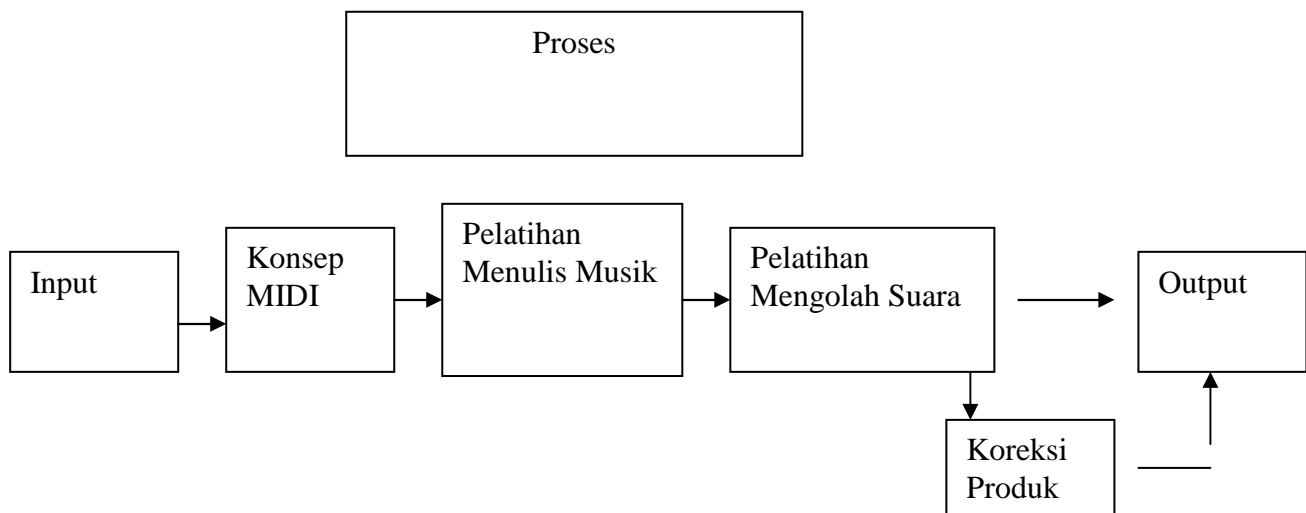 Proses
Input
Konsep
MIDI
Pelatihan
Menulis Musik
Pelatihan
Mengolah Suara
Output
Koreksi
Produk